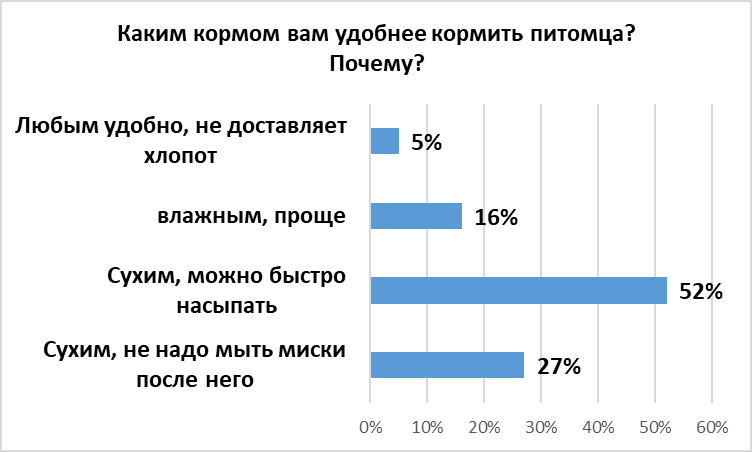 Каким кормом вам удобнее кормить питомца?
Почему?
Любым удобно, не доставляет
хлопот
5%
влажным, проще
16%
Сухим, можно быстро
насыпать
52%
Сухим, не надо мыть миски
после него
27%
0% 10% 20% 30% 40% 50% 60%